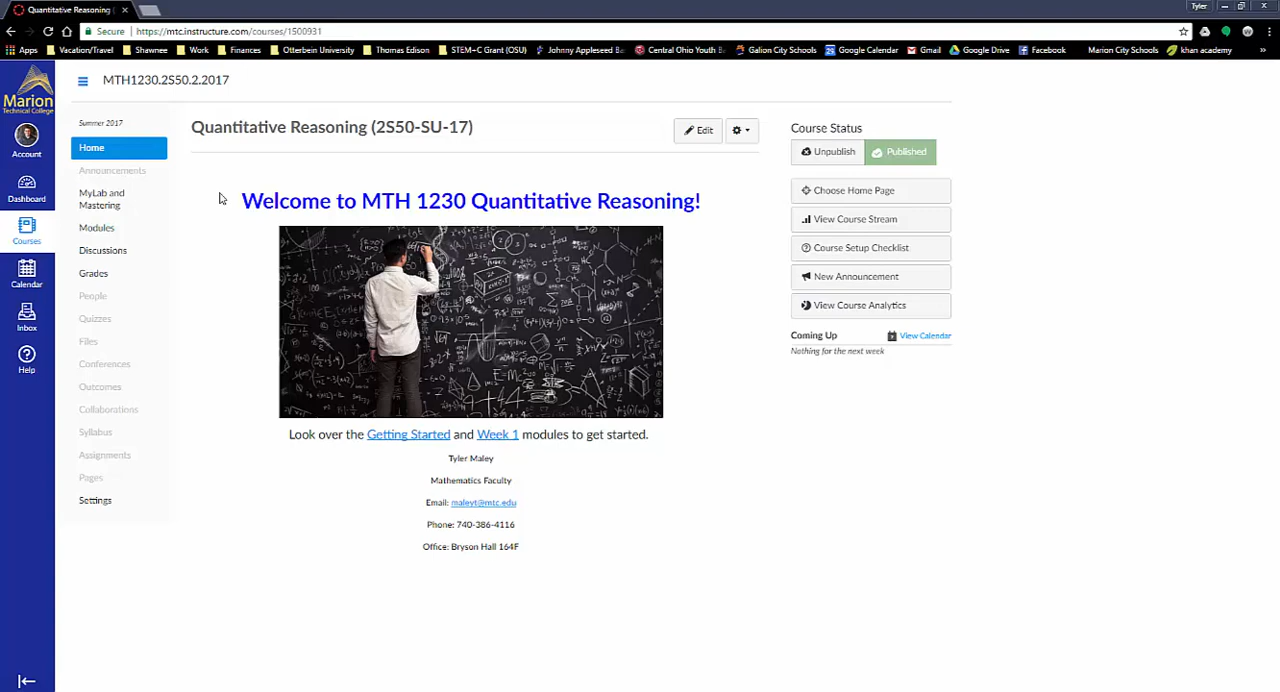 Quantitative Reasoning (
Tyler
Secure
https://mtc.instructure.com/courses/1500931
Apps
Vacation/Travel
Shawnee
Work
Finances
Otterbein University
Thomas Edison
STEM+C Grant (OSU)
Johnny Appleseed Ba
Central Ohio Youth B
Galion City Schools
Google Calendar
Gmail
Google Drive
Facebook
Marion City Schools
khan academy
»
Marion
Technical College
Account
Dashboard
Courses
Calendar
Inbox
Help
MTH1230.2S50.2.2017
Summer 2017
Home
Announcements
MyLab and
Mastering
Modules
Discussions
Grades
People
Quizzes
Files
Conferences
Outcomes
Collaborations
Syllabus
Assignments
Pages
Settings
Quantitative Reasoning (2S50-SU-17)
Edit
Welcome to MTH 1230 Quantitative Reasoning!
Look over the Getting Started and Week 1 modules to get started.
Tyler Maley
Mathematics Faculty
Email: maleyt@mtc.edu
Phone: 740-386-4116
Office: Bryson Hall 164F
Course Status
Unpublish
Published
Choose Home Page
View Course Stream
Course Setup Checklist
New Announcement
View Course Analytics
Coming Up
View Calendar
Nothing for the next week